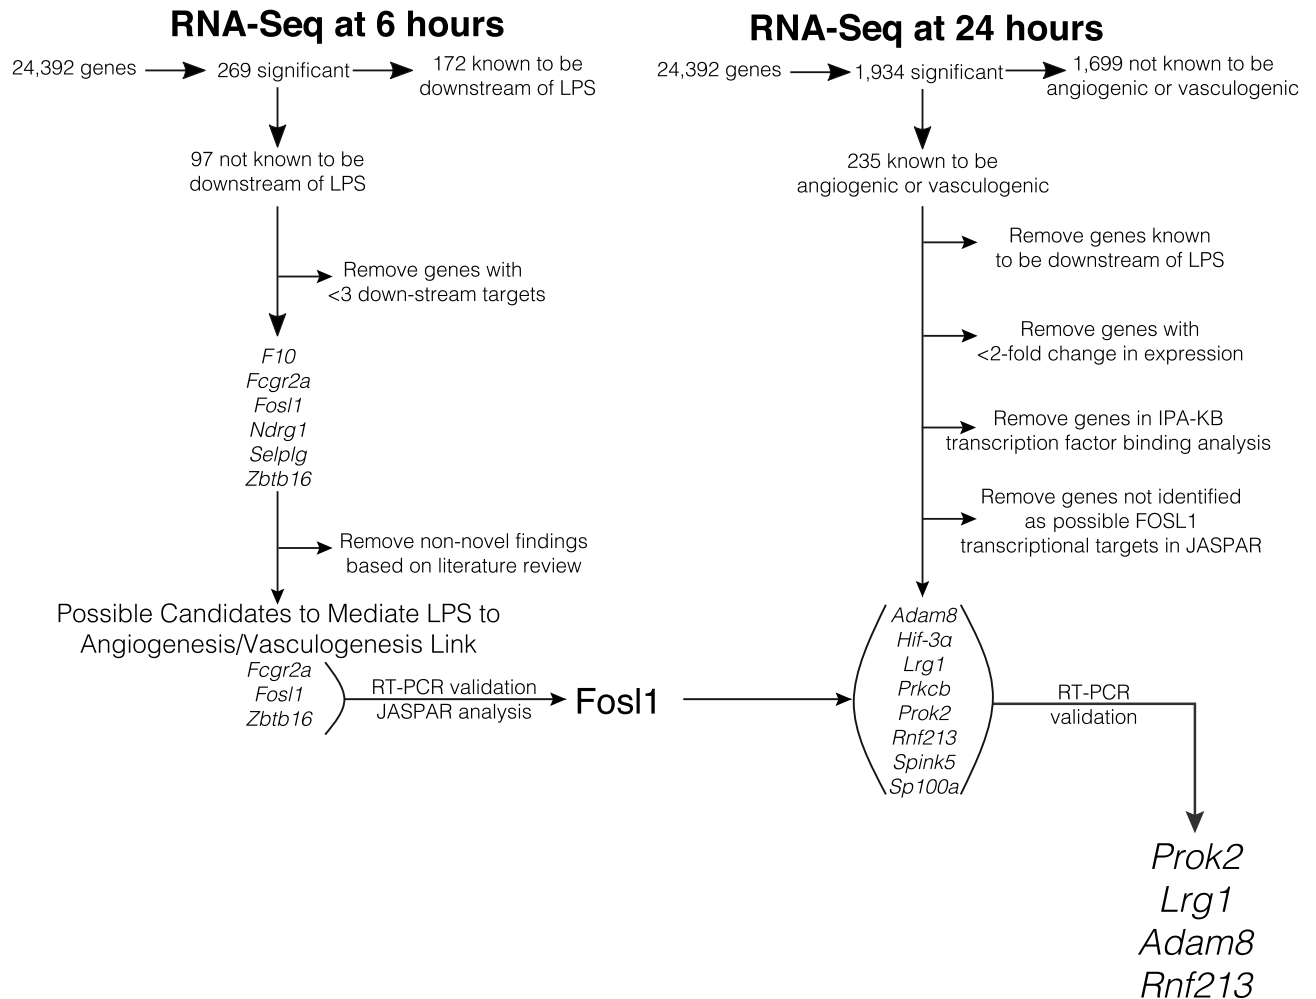 RNA-Seq at 6 hours
24,392 genes
269 significant
172 known to be
downstream of LPS
97 not known to be
downstream of LPS
Remove genes with
<3 down-stream targets
F10
Fcgr2a
Fosl1
Ndrg1
Selplg
Zbtb16
Remove non-novel findings
based on literature review
Possible Candidates to Mediate LPS to
Angiogenesis/Vasculogenesis Link
Fcgr2a
Fosl1
Zbtb16
RT-PCR validation
JASPAR analysis
Fosl1
RNA-Seq at 24 hours
24,392 genes
1,934 significant
1,699 not known to be
angiogenic or vasculogenic
235 known to be
angiogenic or vasculogenic
Remove genes known
to be downstream of LPS
Remove genes with
<2-fold change in expression
Remove genes in IPA-KB
transcription factor binding analysis
Remove genes not identified
as possible FOSL1
transcriptional targets in JASPAR
Adam8
Hif-3α
Lrg1
Prkcb
Prok2
Rnf213
Spink5
Sp100a
RT-PCR
validation
Prok2
Lrg1
Adam8
Rnf213